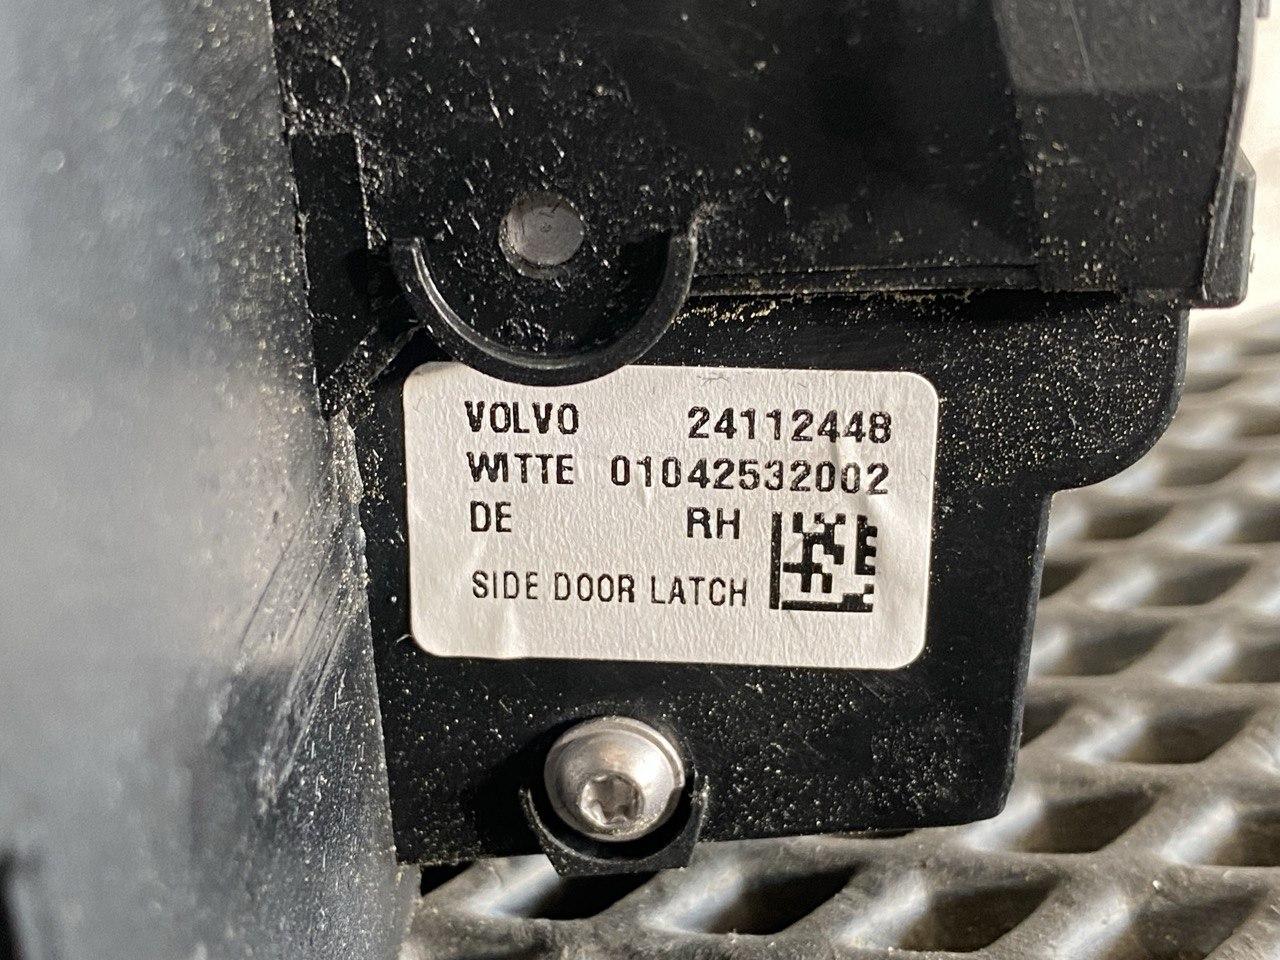 VOLVO 24112448
WITTE 01042532002
DE RH
SIDE DOOR LATCH